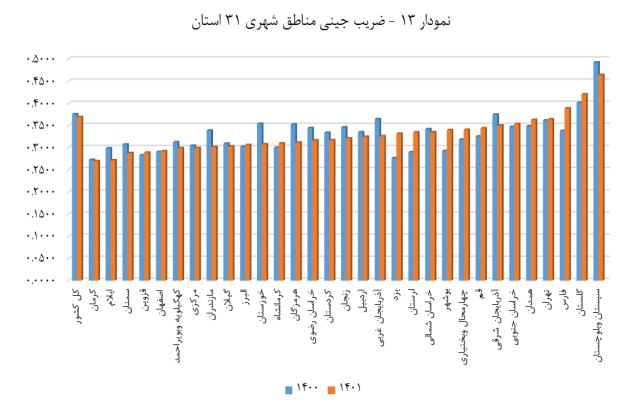 نمودار ۱۳ - ضریب جینی مناطق شهری ۳۱ استان
۰.۵۰۰۰
۰.۴۵۰۰
۰.۴۰۰۰
۰.۳۵۰۰
۰.۳۰۰۰
۰.۲۵۰۰
۰.۲۰۰۰
۰.۱۵۰۰
۰.۱۰۰۰
۰.۰۵۰۰
۰.۰۰۰۰
کل کشور
کرمان
ایلام
سمنان
قزوین
اصفهان
کهگیلویه وبویراحمد
مرکزی
مازندران
گیلان
البرز
خوزستان
کرمانشاه
هرمزگان
خراسان رضوی
کردستان
زنجان
اردبیل
آذربایجان غربی
یزد
لرستان
خراسان شمالی
بوشهر
چهارمحال وبختیاری
قم
آذربایجان شرقی
خراسان جنوبی
همدان
تهران
فارس
گلستان
سیستان وبلوچستان
۱۴۰۰ ۱۴۰۱